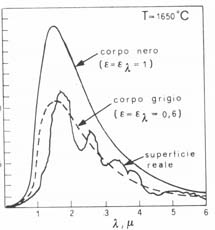 T=1650°C
corpo nero
(ε=ελ=1)
corpo grigio
(ε=ελ=0,6)
superficie
reale
1 2 3 4 5 6
λ, μ